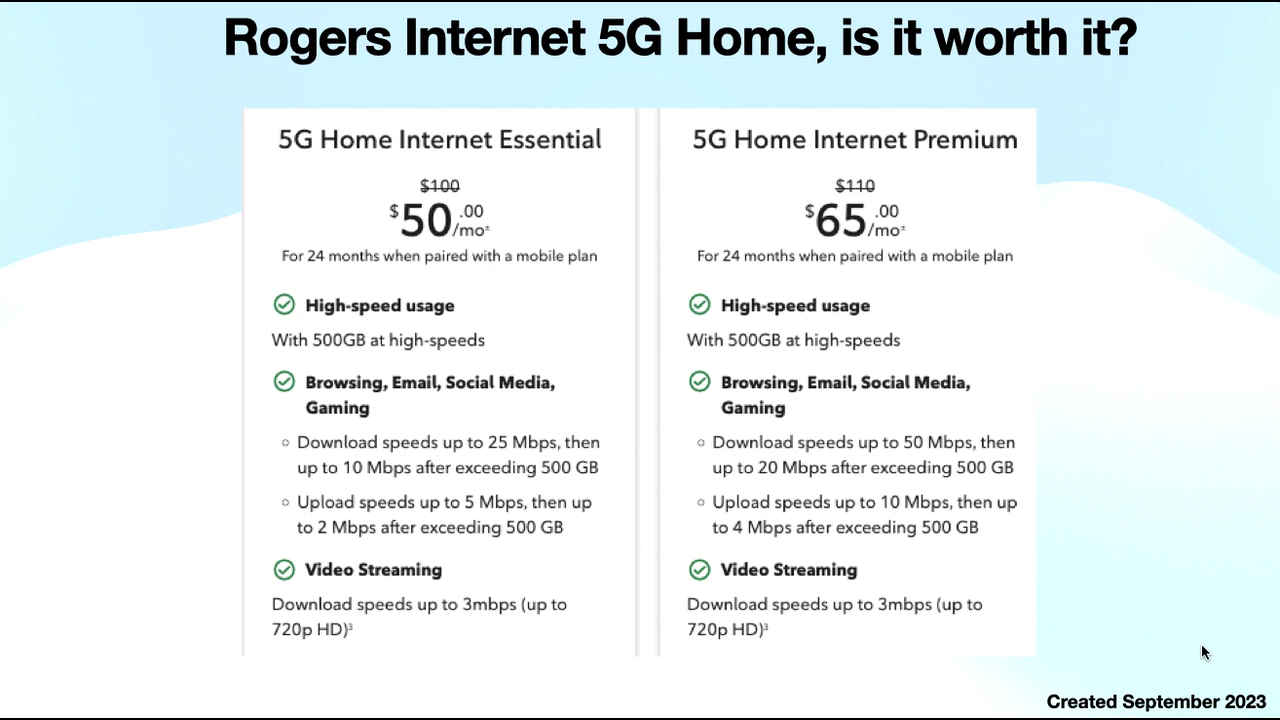 Rogers Internet 5G Home, is it worth it?
5G Home Internet Essential
$100
$50.00
/mo±
For 24 months when paired with a mobile plan
High-speed usage
With 500GB at high-speeds
Browsing, Email, Social Media,
Gaming
Download speeds up to 25 Mbps, then
up to 10 Mbps after exceeding 500 GB
Upload speeds up to 5 Mbps, then up
to 2 Mbps after exceeding 500 GB
Video Streaming
Download speeds up to 3mbps (up to
720p HD)³
5G Home Internet Premium
$110
$65.00
/mo±
For 24 months when paired with a mobile plan
High-speed usage
With 500GB at high-speeds
Browsing, Email, Social Media,
Gaming
Download speeds up to 50 Mbps, then
up to 20 Mbps after exceeding 500 GB
Upload speeds up to 10 Mbps, then up
to 4 Mbps after exceeding 500 GB
Video Streaming
Download speeds up to 3mbps (up to
720p HD)³
Created September 2023